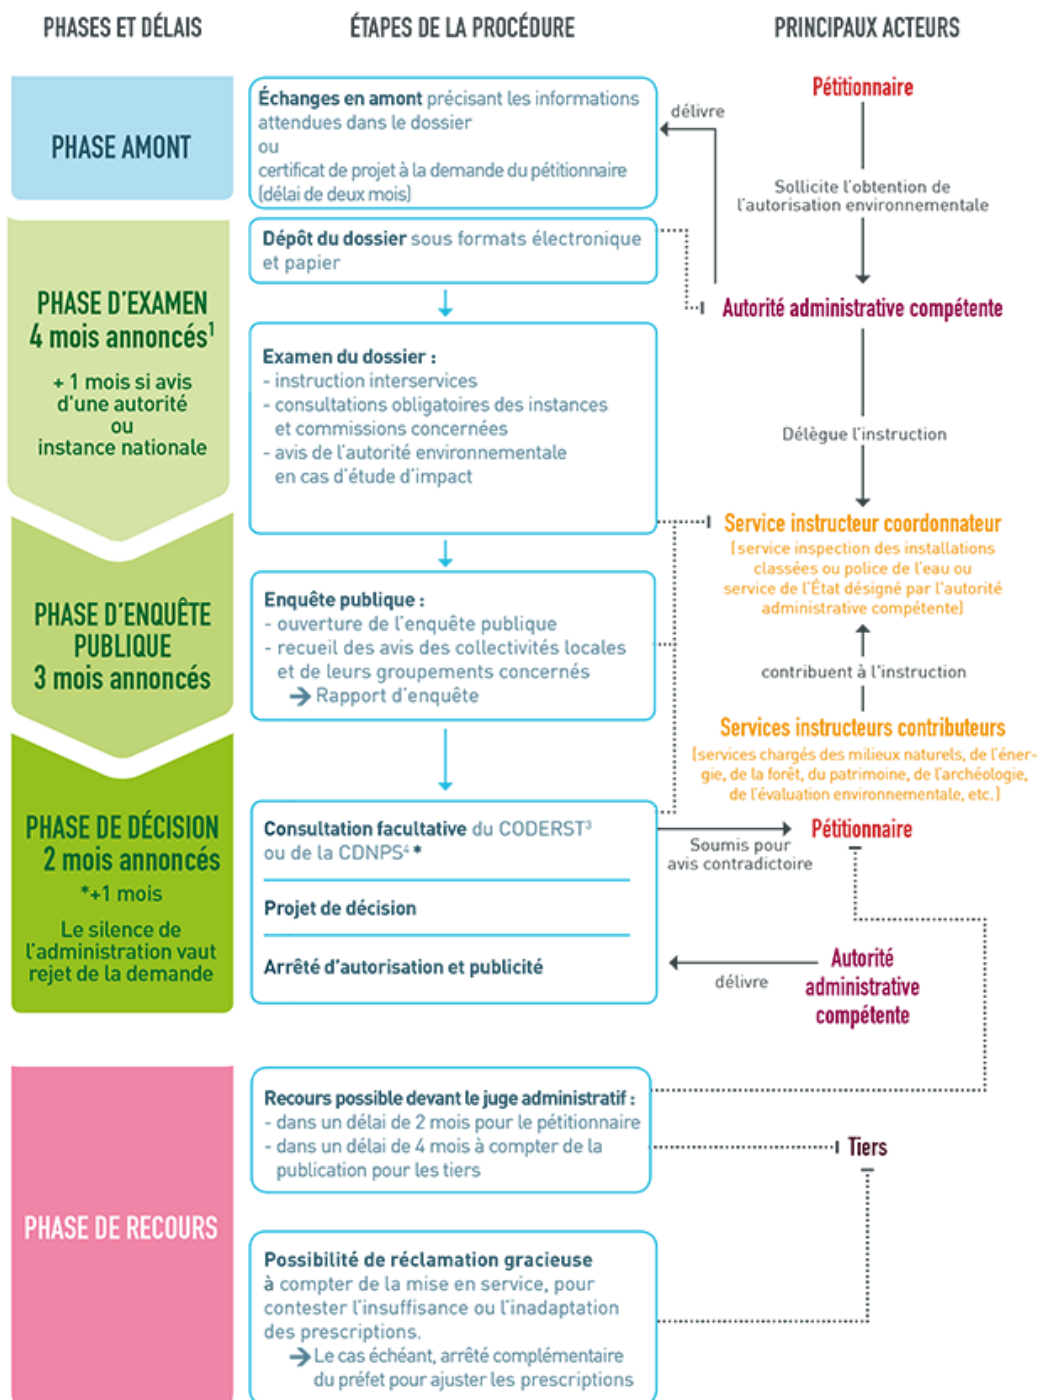 PHASES ET DÉLAIS
ÉTAPES DE LA PROCÉDURE
PRINCIPAUX ACTEURS
PHASE AMONT
Échanges en amont précisant les informations
attendues dans le dossier
ou
certificat de projet à la demande du pétitionnaire
(délai de deux mois)
délivre
Pétitionnaire
Sollicite l'obtention de
l'autorisation environnementale
PHASE D'EXAMEN
4 mois annoncés¹
+ 1 mois si avis
d'une autorité
ou
instance nationale
Dépôt du dossier sous formats électronique
et papier
Autorité administrative compétente
Examen du dossier :
- instruction interservices
- consultations obligatoires des instances
et commissions concernées
- avis de l'autorité environnementale
en cas d'étude d'impact
Délègue l'instruction
Service instructeur coordonnateur
(service inspection des installations
classées ou police de l'eau ou
service de l'État désigné par l'autorité
administrative compétente)
PHASE D'ENQUÊTE
PUBLIQUE
3 mois annoncés
Enquête publique :
- ouverture de l'enquête publique
- recueil des avis des collectivités locales
et de leurs groupements concernés
➔ Rapport d'enquête
contribuent à l'instruction
Services instructeurs contributeurs
(services chargés des milieux naturels, de l'éner-
gie, de la forêt, du patrimoine, de l'archéologie,
de l'évaluation environnementale, etc.)
PHASE DE DÉCISION
2 mois annoncés
*+1 mois
Le silence de
l'administration vaut
rejet de la demande
Consultation facultative du CODERST³
ou de la CDNPS⁴ *
Projet de décision
Arrêté d'autorisation et publicité
Soumis pour
avis contradictoire
Pétitionnaire
délivre
Autorité
administrative
compétente
PHASE DE RECOURS
Recours possible devant le juge administratif :
- dans un délai de 2 mois pour le pétitionnaire
- dans un délai de 4 mois à compter de la
publication pour les tiers
Tiers
Possibilité de réclamation gracieuse
à compter de la mise en service, pour
contester l'insuffisance ou l'inadaptation
des prescriptions.
➔ Le cas échéant, arrêté complémentaire
du préfet pour ajuster les prescriptions